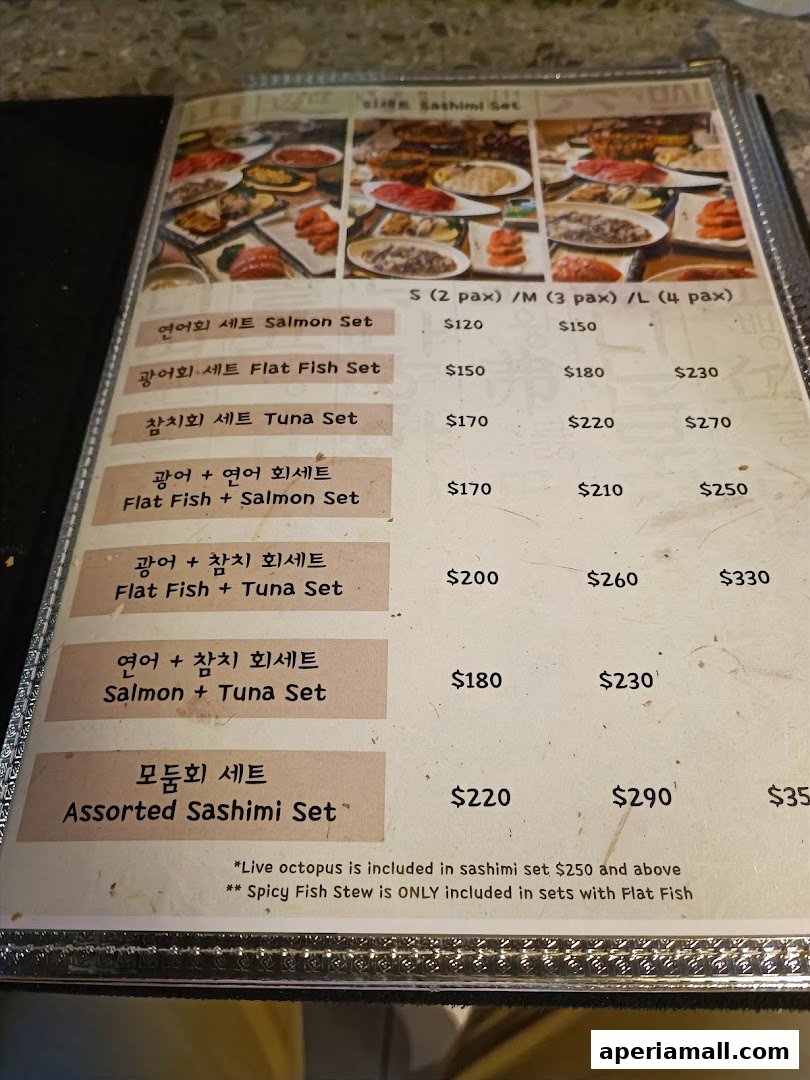 회세트 Sashimi Set
S (2 pax) /M (3 pax) /L (4 pax)
연어회 세트 Salmon Set $120 $150
광어회 세트 Flat Fish Set $150 $180 $230
참치회 세트 Tuna Set $170 $220 $270
광어 + 연어 회세트
Flat Fish + Salmon Set $170 $210 $250
광어 + 참치 회세트
Flat Fish + Tuna Set $200 $260 $330
연어 + 참치 회세트
Salmon + Tuna Set $180 $230
모둠회 세트
Assorted Sashimi Set $220 $290 $35
*Live octopus is included in sashimi set $250 and above
** Spicy Fish Stew is ONLY included in sets with Flat Fish
aperiamall.com